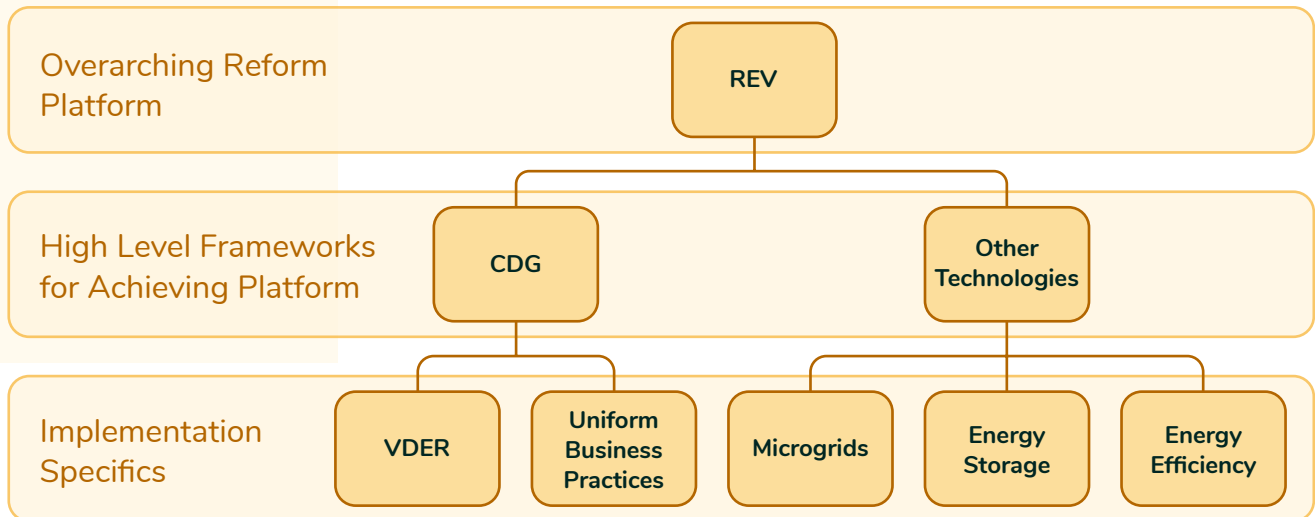 Overarching Reform
Platform
REV
High Level Frameworks
for Achieving Platform
CDG
Other
Technologies
Implementation
Specifics
VDER
Uniform
Business
Practices
Microgrids
Energy
Storage
Energy
Efficiency